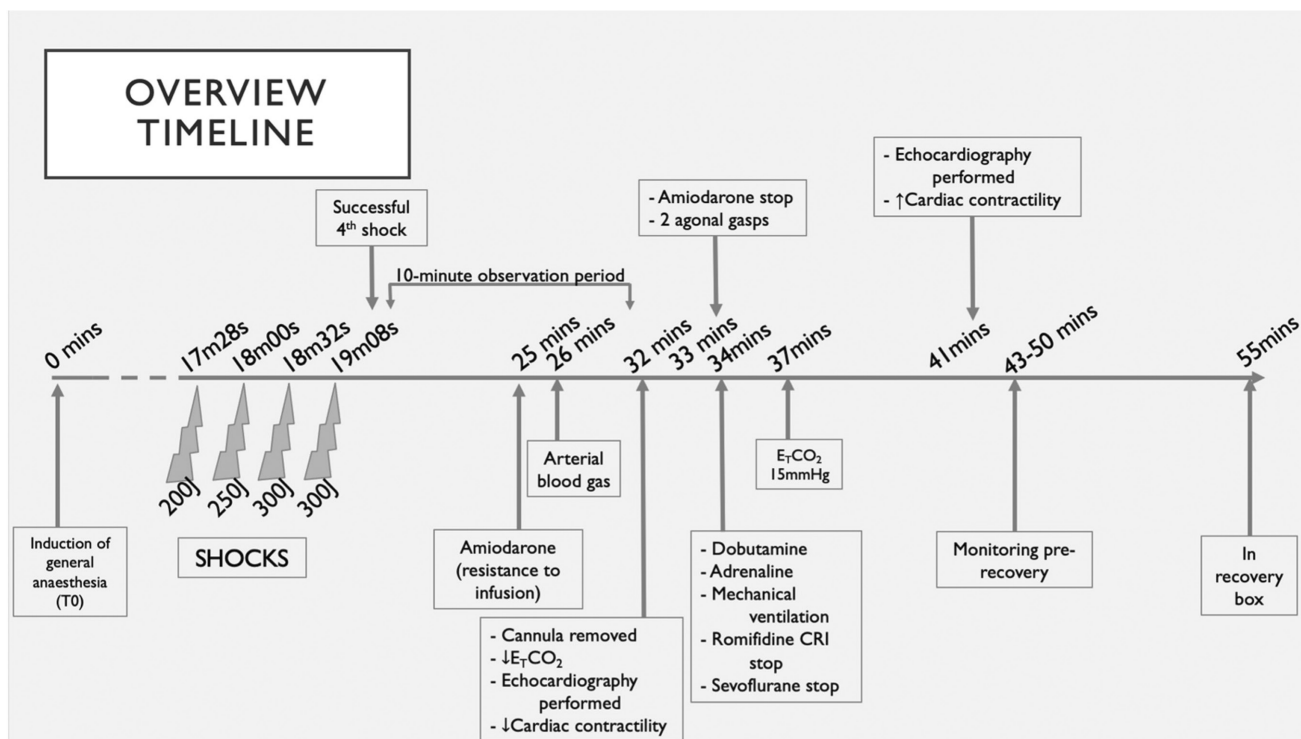 OVERVIEW
TIMELINE
Successful
4th shock
10-minute observation period
- Amiodarone stop
- 2 agonal gasps
- Echocardiography
performed
- ↑Cardiac contractility
0 mins
17m28s
18m00s
18m32s
19m08s
25 mins
26 mins
32 mins
33 mins
34mins
37mins
41mins
43-50 mins
55mins
200J
250J
300J
300J
SHOCKS
Induction of
general
anaesthesia
(T0)
Amiodarone
(resistance to
infusion)
Arterial
blood gas
- Cannula removed
- ↓ETCO2
- Echocardiography
performed
- ↓Cardiac contractility
- Dobutamine
- Adrenaline
- Mechanical
ventilation
- Romifidine CRI
stop
- Sevoflurane stop
ETCO2
15mmHg
Monitoring pre-
recovery
In
recovery
box